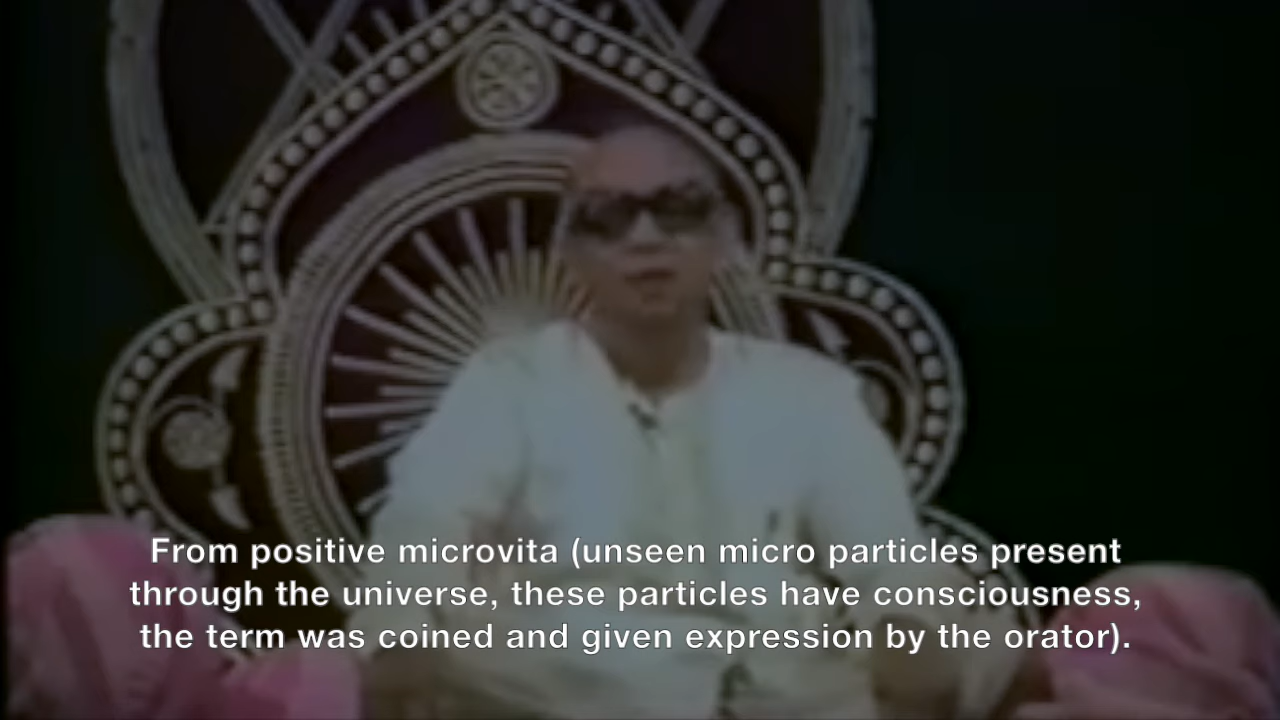 From positive microvita (unseen micro particles present
through the universe, these particles have consciousness,
the term was coined and given expression by the orator).